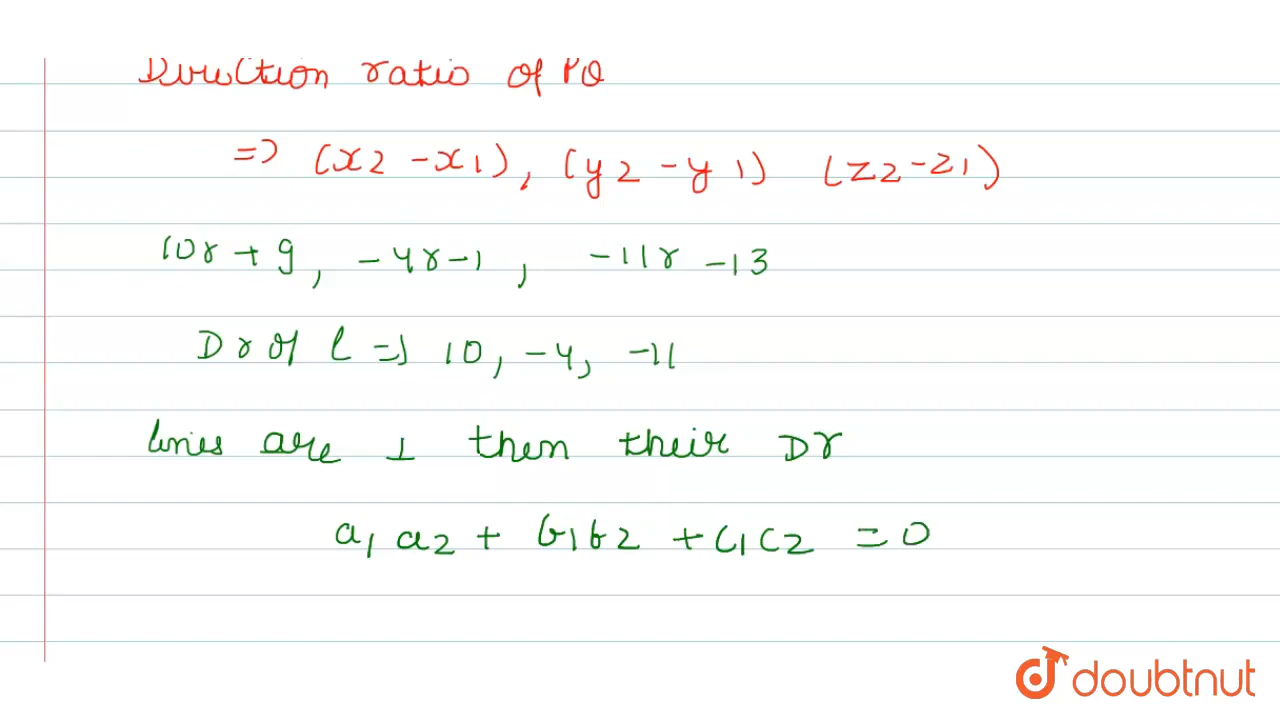 Direction ratio of PQ
=> (x2 - x1), (y2 - y1) (z2 - z1)
10r + 9, -4r - 1, -11r - 13
Dr of l => 10, -4, -11
lines are ⊥ then their Dr
a1 a2 + b1 b2 + c1 c2 = 0
doubtnut